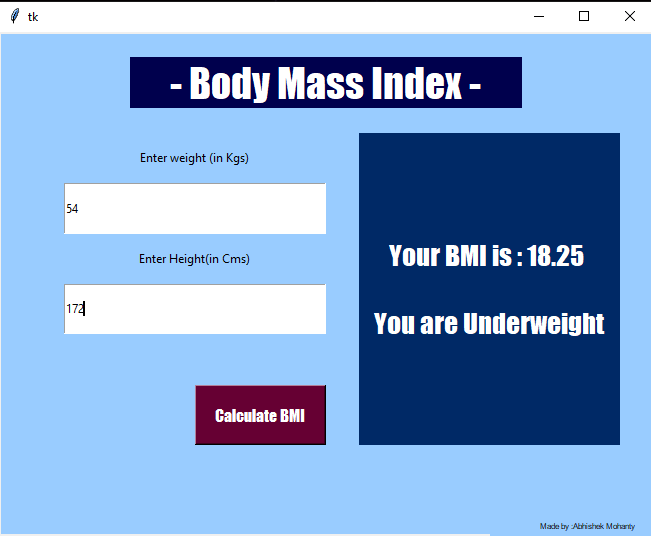 tk
- Body Mass Index -
Enter weight (in Kgs)
54
Enter Height(in Cms)
172
Calculate BMI
Your BMI is : 18.25
You are Underweight
Made by :Abhishek Mohanty